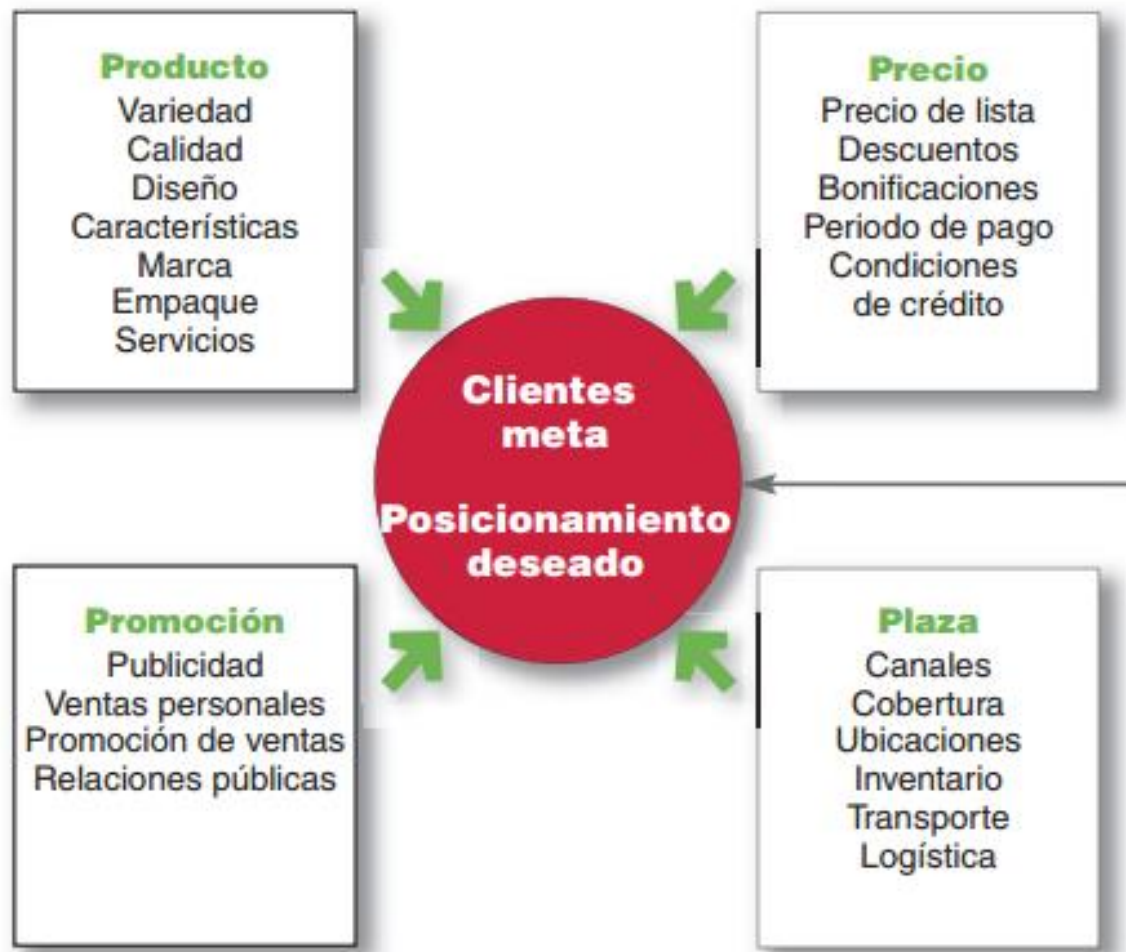 Producto
Variedad
Calidad
Diseño
Características
Marca
Empaque
Servicios
Precio
Precio de lista
Descuentos
Bonificaciones
Periodo de pago
Condiciones
de crédito
Clientes
meta
Posicionamiento
deseado
Promoción
Publicidad
Ventas personales
Promoción de ventas
Relaciones públicas
Plaza
Canales
Cobertura
Ubicaciones
Inventario
Transporte
Logística